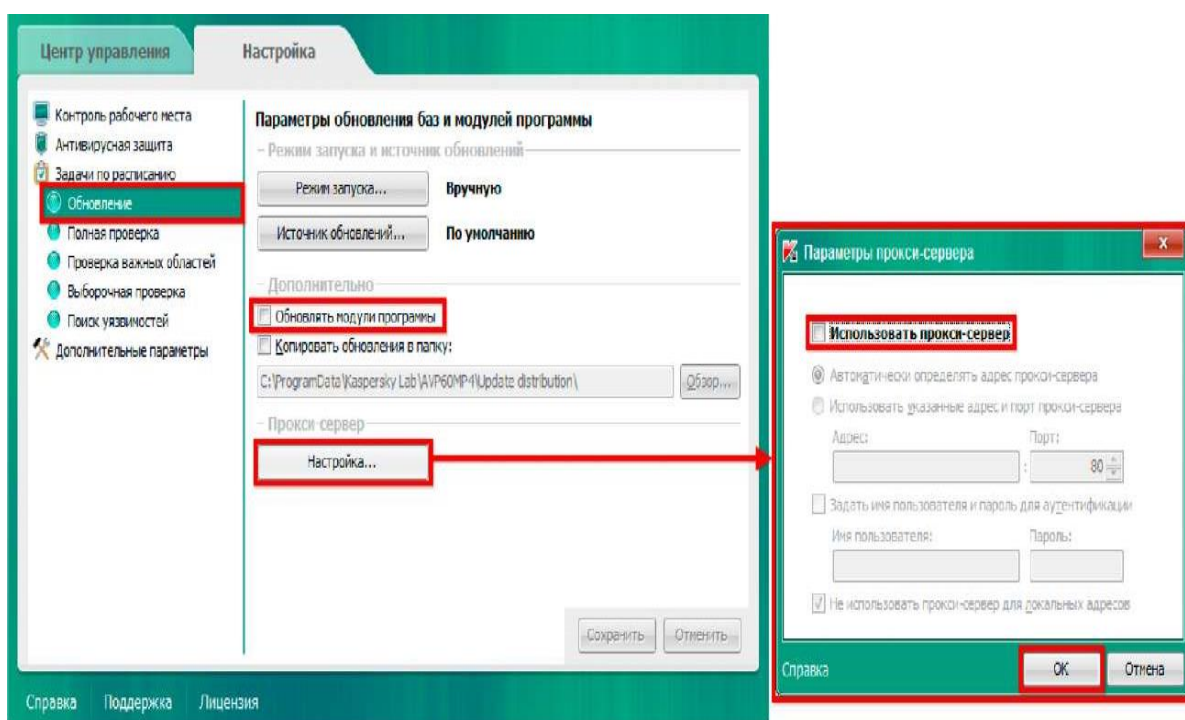 Центр управления
Настройка
Контроль рабочего места
Антивирусная защита
Задачи по расписанию
Обновление
Полная проверка
Проверка важных областей
Выборочная проверка
Поиск уязвимостей
Дополнительные параметры
Параметры обновления баз и модулей программы
Режим запуска и источник обновлений
Режим запуска... Вручную
Источник обновлений... По умолчанию
Дополнительно
Обновлять модули программы
Копировать обновления в папку:
C:\ProgramData\Kaspersky Lab\AVP60MP4\Update distribution\ Обзор...
Прокси-сервер
Настройка...
Сохранить Отменить
Справка Поддержка Лицензия
Параметры прокси-сервера
Использовать прокси-сервер
Автоматически определять адрес прокси-сервера
Использовать указанные адрес и порт прокси-сервера
Адрес: Порт:
: 80
Задать имя пользователя и пароль для аутентификации
Имя пользователя: Пароль:
Не использовать прокси-сервер для локальных адресов
Справка OK Отмена